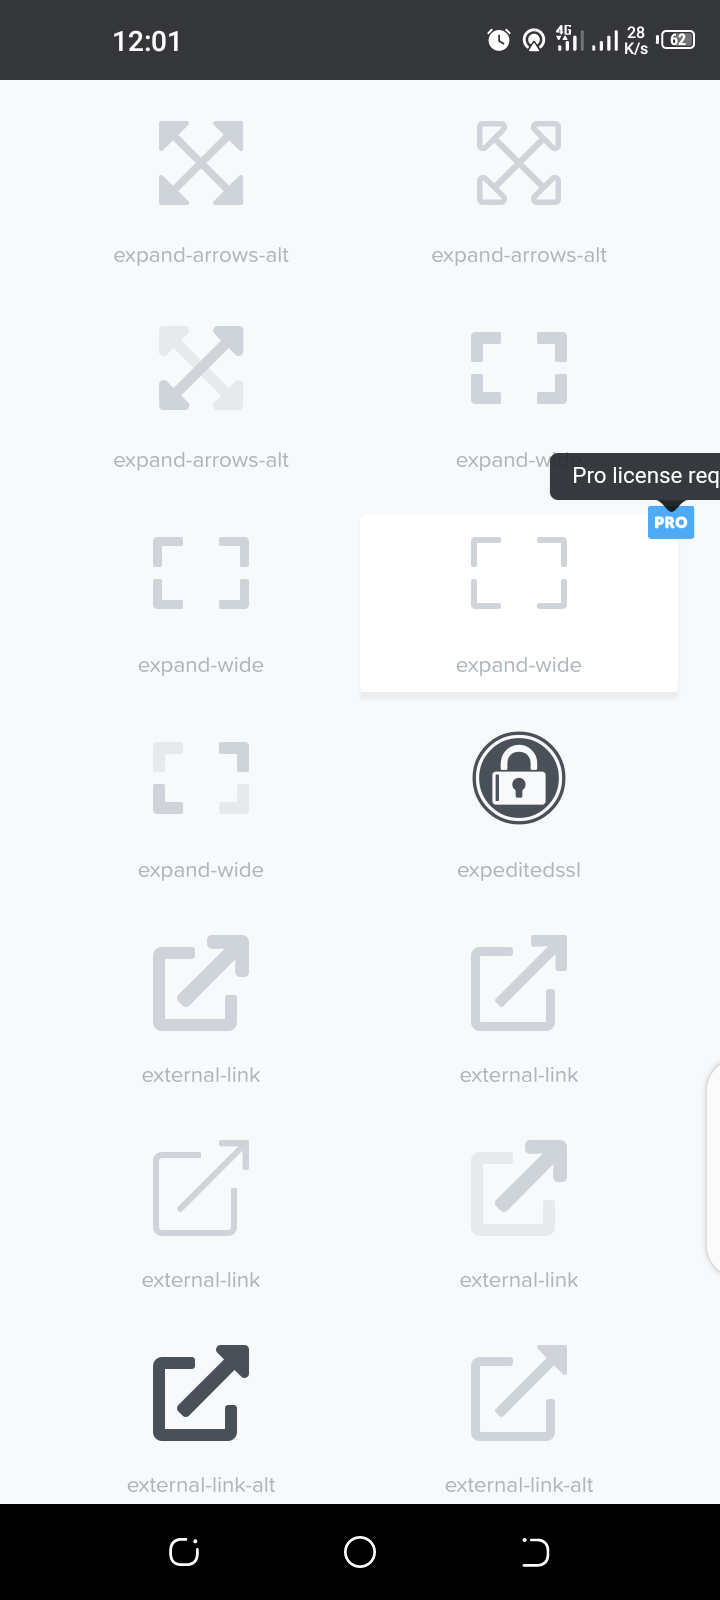 12:01
4G
28
K/s
62
expand-arrows-alt
expand-arrows-alt
expand-arrows-alt
expand-wide
Pro license req
PRO
expand-wide
expand-wide
expand-wide
expeditedssl
external-link
external-link
external-link
external-link
external-link-alt
external-link-alt